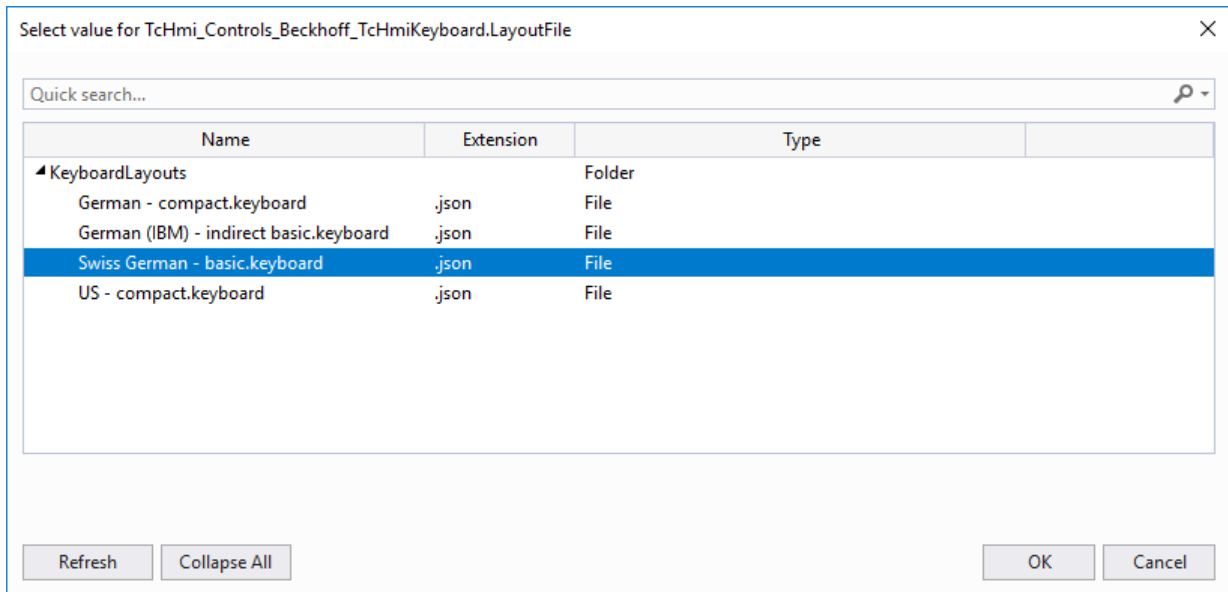 Select value for TcHmi_Controls_Beckhoff_TcHmiKeyboard.LayoutFile
Quick search...
Name Extension Type
KeyboardLayouts Folder
German - compact.keyboard .json File
German (IBM) - indirect basic.keyboard .json File
Swiss German - basic.keyboard .json File
US - compact.keyboard .json File
Refresh Collapse All OK Cancel